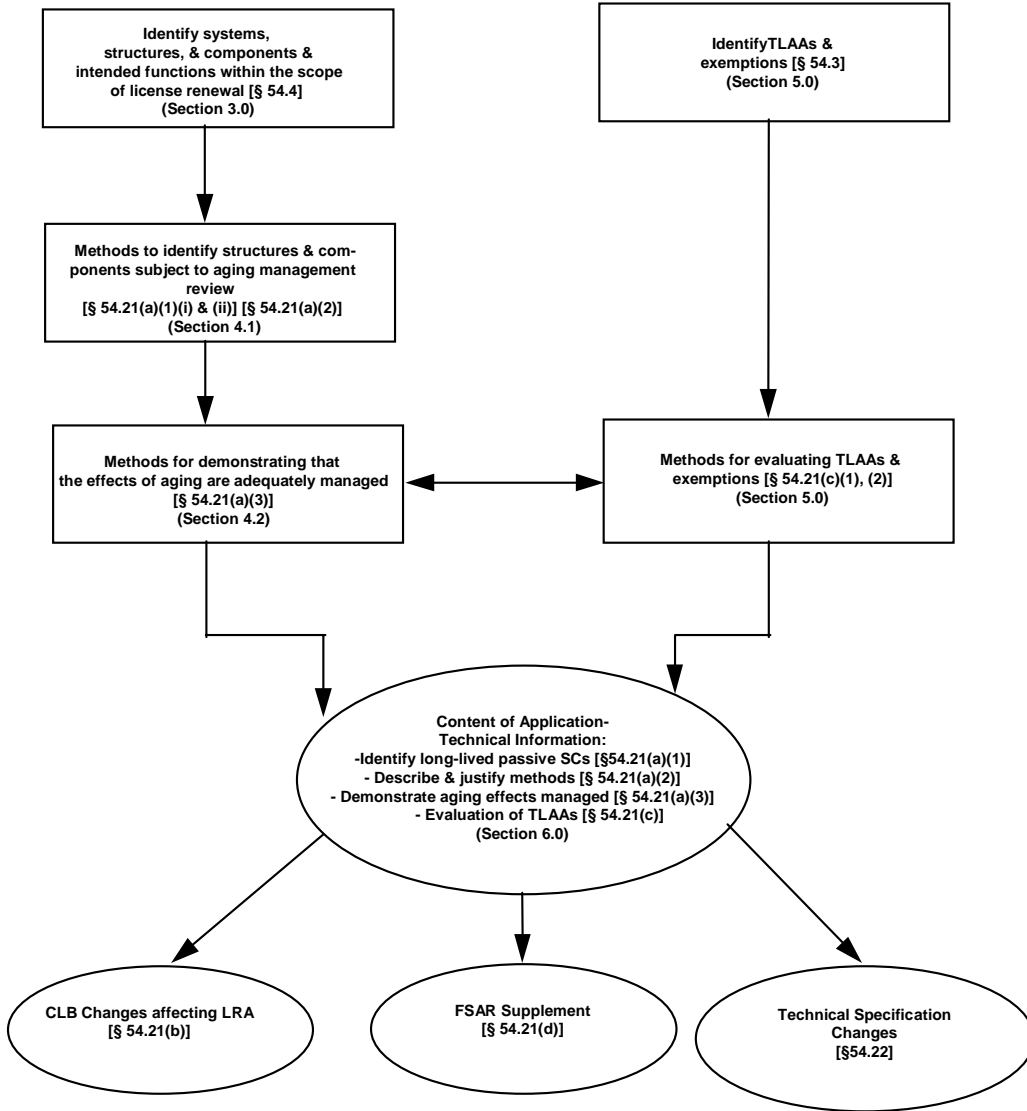 Identify systems,
structures, & components &
intended functions within the scope
of license renewal [§ 54.4]
(Section 3.0)
IdentifyTLAAs &
exemptions [§ 54.3]
(Section 5.0)
Methods to identify structures & com-
ponents subject to aging management
review
[§ 54.21(a)(1)(i) & (ii)] [§ 54.21(a)(2)]
(Section 4.1)
Methods for demonstrating that
the effects of aging are adequately managed
[§ 54.21(a)(3)]
(Section 4.2)
Methods for evaluating TLAAs &
exemptions [§ 54.21(c)(1), (2)]
(Section 5.0)
Content of Application-
Technical Information:
-Identify long-lived passive SCs [§54.21(a)(1)]
- Describe & justify methods [§ 54.21(a)(2)]
- Demonstrate aging effects managed [§ 54.21(a)(3)]
- Evaluation of TLAAs [§ 54.21(c)]
(Section 6.0)
CLB Changes affecting LRA
[§ 54.21(b)]
FSAR Supplement
[§ 54.21(d)]
Technical Specification
Changes
[§54.22]